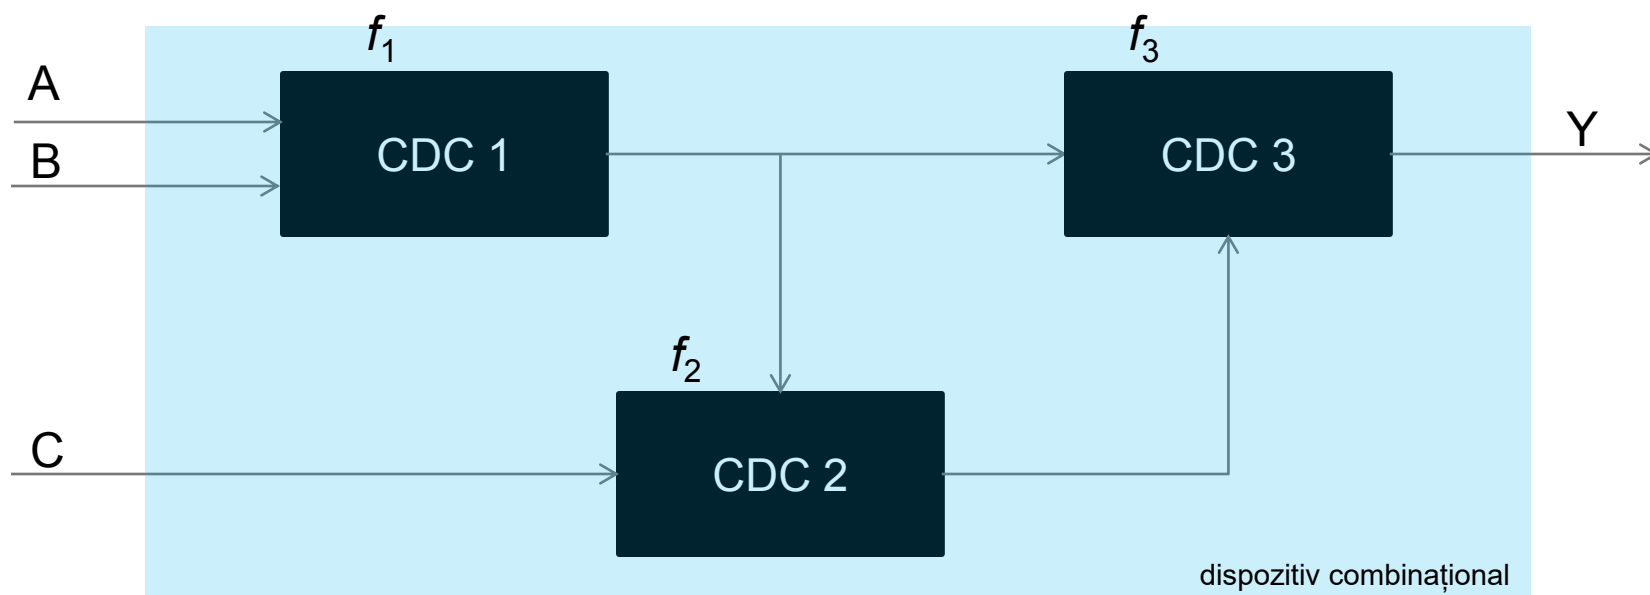 f1
f3
A
CDC 1
CDC 3
Y
B
f2
C
CDC 2
dispozitiv combinațional